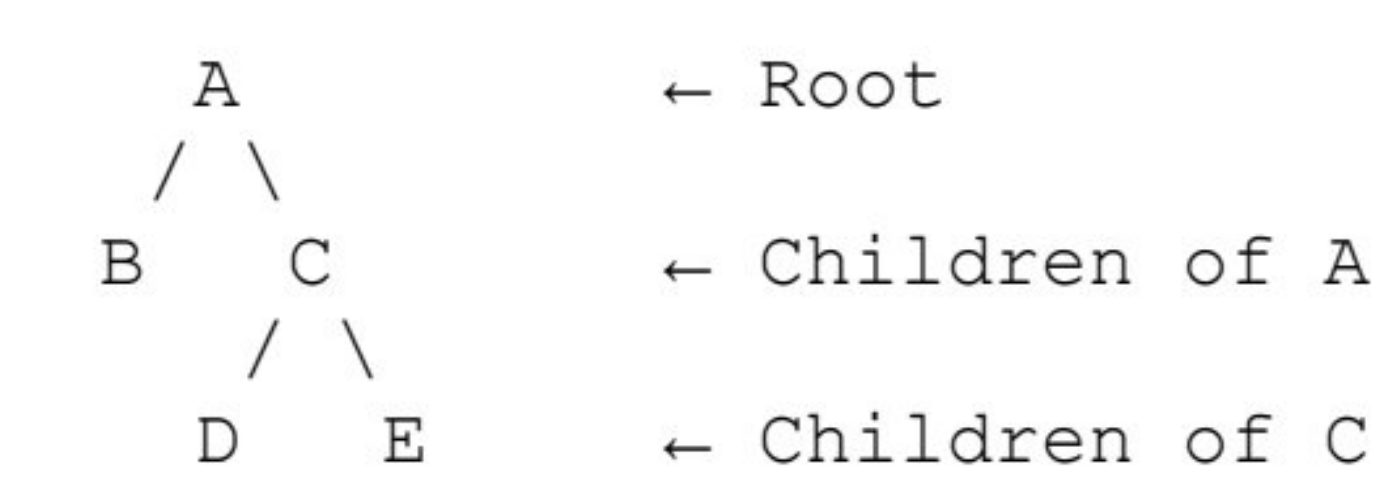 A ← Root
/ \
B C ← Children of A
/ \
D E ← Children of C